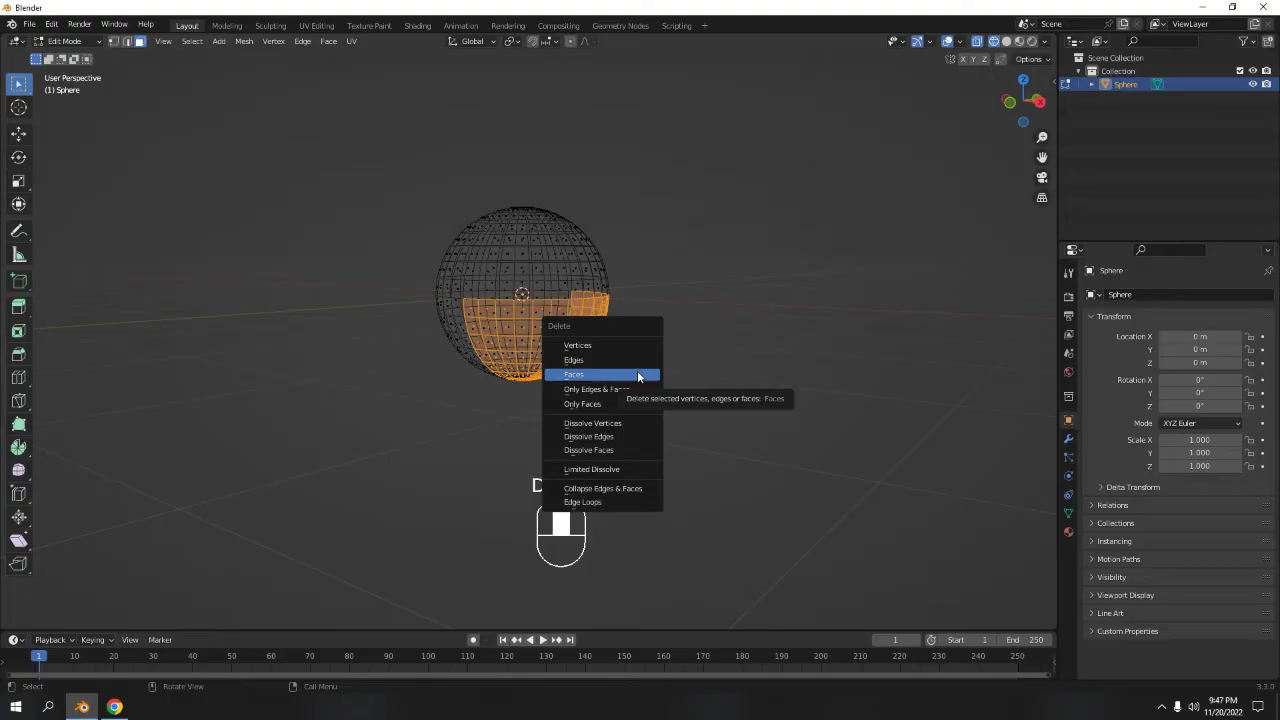 Blender
File Edit Render Window Help Layout Modeling Sculpting UV Editing Texture Paint Shading Animation Rendering Compositing Geometry Nodes Scripting + Scene ViewLayer
Edit Mode View Select Add Mesh Vertex Edge Face UV Global
X Y Z Options
Scene Collection
Collection
Sphere
User Perspective
(1) Sphere
Z
X
Delete
Vertices
Edges
Faces
Only Edges & Faces
Delete selected vertices, edges or faces: Faces
Only Faces
Dissolve Vertices
Dissolve Edges
Dissolve Faces
Limited Dissolve
Collapse Edges & Faces
Edge Loops
D
Sphere
Sphere
Transform
Location X 0 m
Y 0 m
Z 0 m
Rotation X 0°
Y 0°
Z 0°
Mode XYZ Euler
Scale X 1.000
Y 1.000
Z 1.000
Delta Transform
Relations
Collections
Instancing
Motion Paths
Visibility
Viewport Display
Line Art
Custom Properties
Playback Keying View Marker 1 Start 1 End 250
1 10 20 30 40 50 60 70 80 90 100 110 120 130 140 150 160 170 180 190 200 210 220 230 240 250
Select Rotate View Call Menu 3.3.0
9:47 PM
11/20/2022